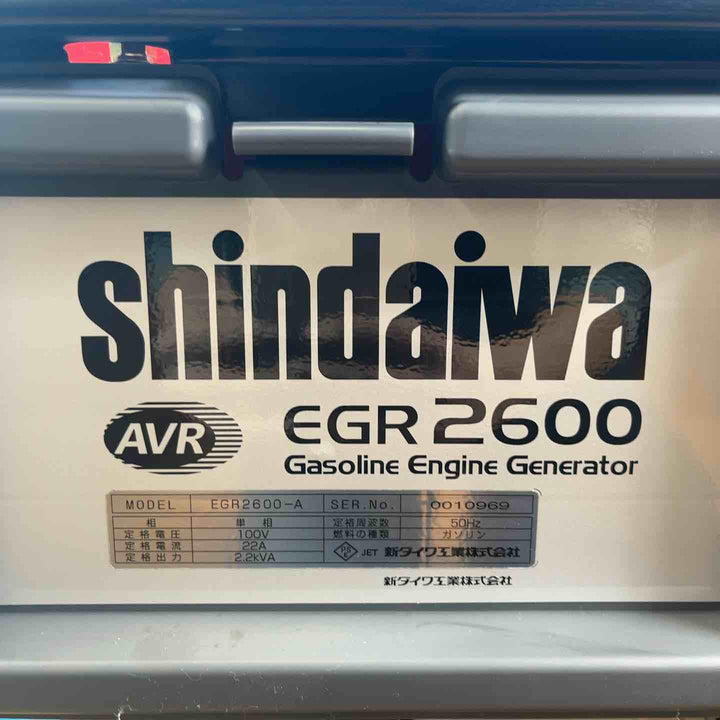 shindaiwa
AVR EGR 2600
Gasoline Engine Generator
MODEL EGR2600-A SER.No. 0010969
相 単相 定格周波数 50Hz
定格電圧 100V 燃料の種類 ガソリン
定格電流 22A
定格出力 2.2kVA
PSE JET 新ダイワ工業株式会社
新ダイワ工業株式会社